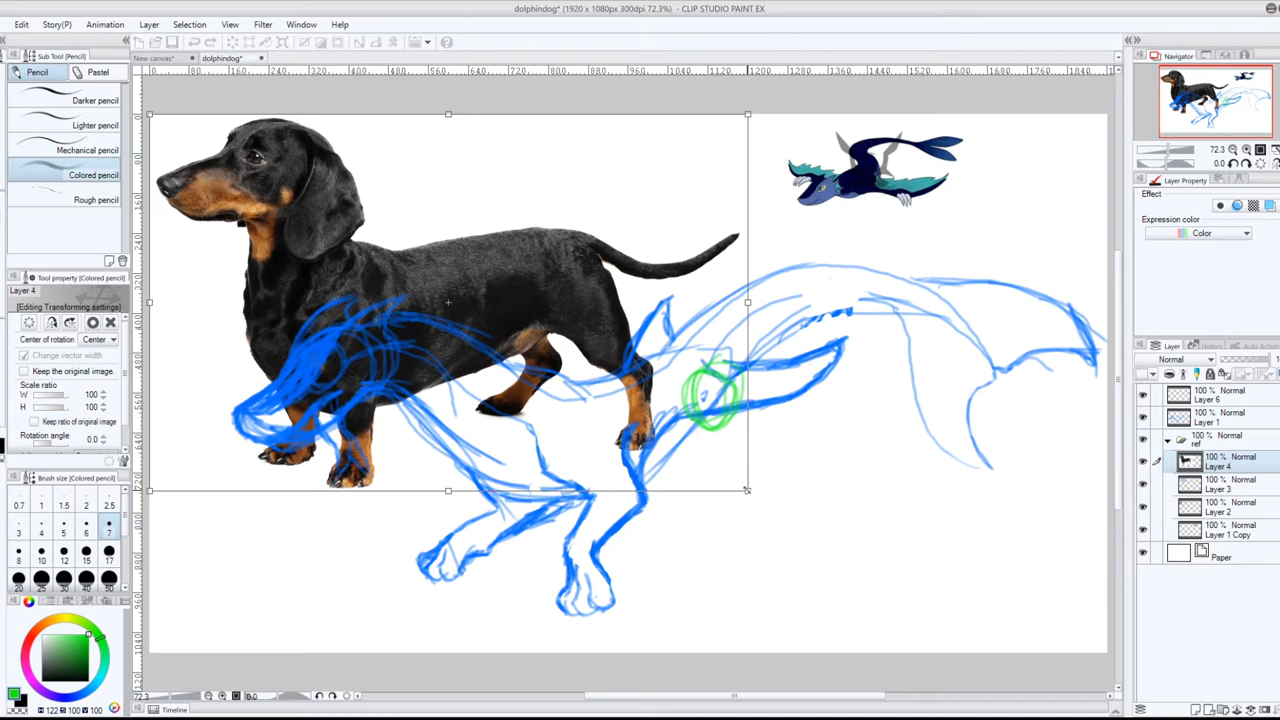 dolphindog* (1920 x 1080px 300dpi 72.3%) - CLIP STUDIO PAINT EX
Edit Story(P) Animation Layer Selection View Filter Window Help
Sub Tool [Pencil]
New canvas* dolphindog*
Navigator
Pencil Pastel
Darker pencil
Lighter pencil
Mechanical pencil
Colored pencil
Rough pencil
72.3
0.0
Layer Property
Effect
Expression color
Color
Tool property [Colored pencil]
Layer 4
[Editing Transforming settings]
Center of rotation Center
Change vector width
Keep the original image.
Scale ratio
W 100
H 100
Keep ratio of original image
Rotation angle 0.0
Layer
Normal
100 % Normal
Layer 6
100 % Normal
Layer 1
100 % Normal
ref
100 % Normal
Layer 4
100 % Normal
Layer 3
100 % Normal
Layer 2
100 % Normal
Layer 1 Copy
Paper
Brush size [Colored pencil]
0.7 1 1.5 2 2.5
3 4 5 6 7
8 10 12 15 17
20 25 30 40 50
H 122 S 100 V 100
72.3 0.0
Timeline